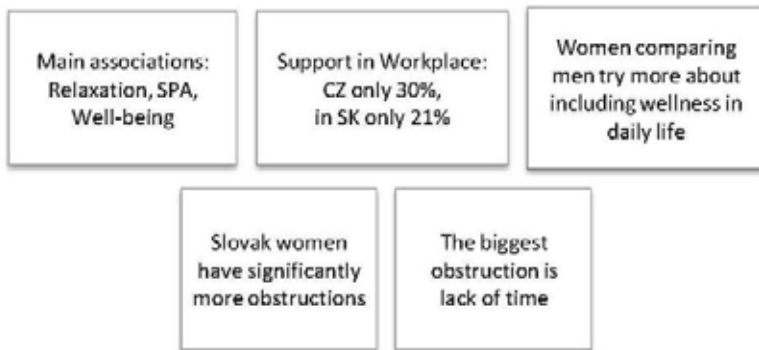 Main associations:
Relaxation, SPA,
Well-being
Support in Workplace:
CZ only 30%,
in SK only 21%
Women comparing
men try more about
including wellness in
daily life
Slovak women
have significantly
more obstructions
The biggest
obstruction is
lack of time